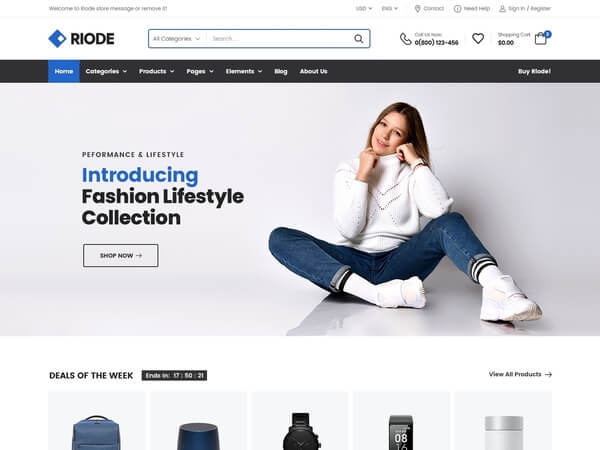 Welcome to Riode store message or remove it!
USD
ENG
Contact
Need Help
Sign in / Register
RIODE
All Categories
Search...
Call Us Now:
0(800) 123-456
Shopping Cart
$0.00
0
Home
Categories
Products
Pages
Elements
Blog
About Us
Buy Riode!
PEFORMANCE & LIFESTYLE
Introducing
Fashion Lifestyle
Collection
SHOP NOW
DEALS OF THE WEEK
Ends in: 17 : 50 : 21
View All Products
08
16